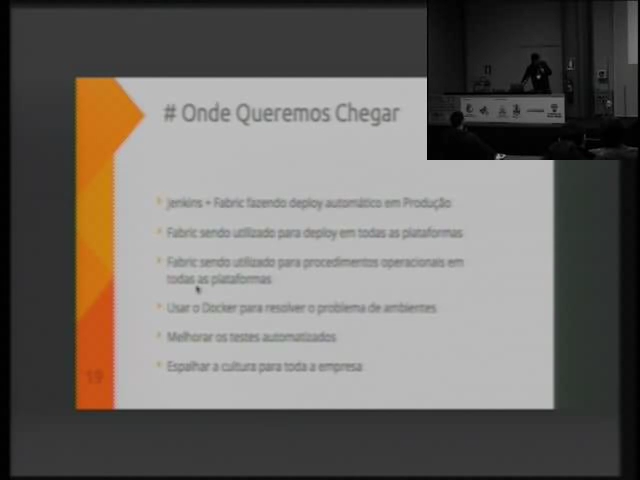 # Onde Queremos Chegar
Jenkins + Fabric fazendo deploy automático em Produção
Fabric sendo utilizado para deploy em todas as plataformas
Fabric sendo utilizado para procedimentos operacionais em
todas as plataformas
Usar o Docker para resolver o problema de ambientes
Melhorar os testes automatizados
Espalhar a cultura para toda a empresa
19